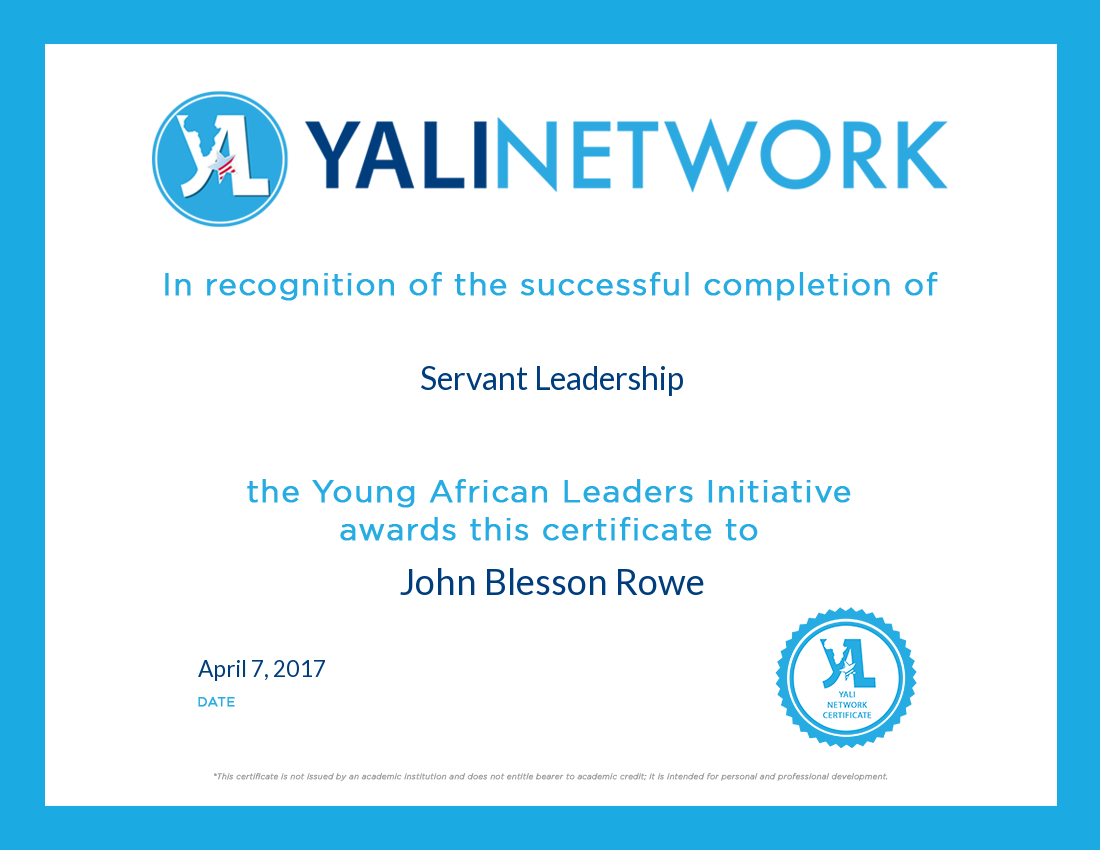 YALINETWORK
In recognition of the successful completion of
Servant Leadership
the Young African Leaders Initiative
awards this certificate to
John Blesson Rowe
April 7, 2017
DATE
YALI
NETWORK
CERTIFICATE
*This certificate is not issued by an academic institution and does not entitle bearer to academic credit; it is intended for personal and professional development.